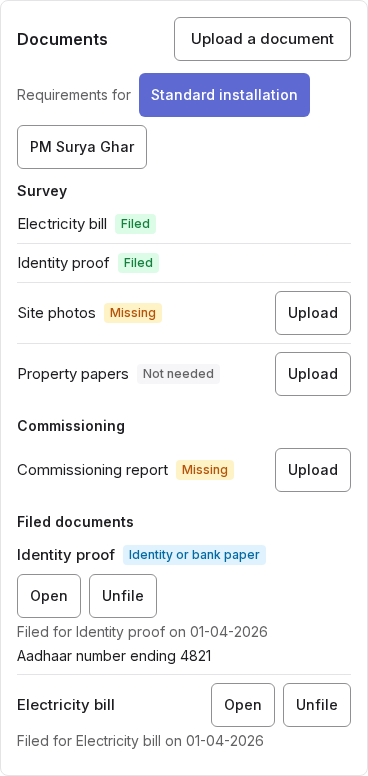 Documents
Upload a document
Requirements for Standard installation
PM Surya Ghar
Survey
Electricity bill Filed
Identity proof Filed
Site photos Missing Upload
Property papers Not needed Upload
Commissioning
Commissioning report Missing Upload
Filed documents
Identity proof Identity or bank paper
Open Unfile
Filed for Identity proof on 01-04-2026
Aadhaar number ending 4821
Electricity bill Open Unfile
Filed for Electricity bill on 01-04-2026